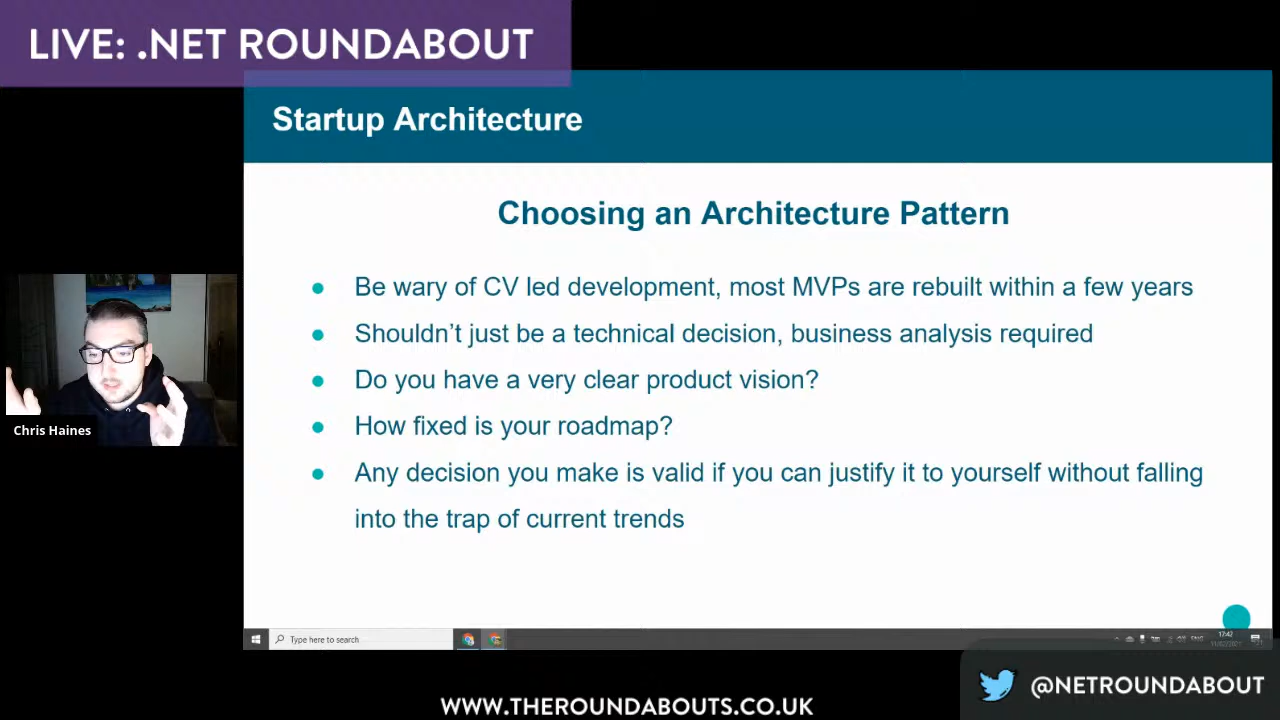 LIVE: .NET ROUNDABOUT
Startup Architecture
Choosing an Architecture Pattern
Be wary of CV led development, most MVPs are rebuilt within a few years
Shouldn't just be a technical decision, business analysis required
Do you have a very clear product vision?
How fixed is your roadmap?
Any decision you make is valid if you can justify it to yourself without falling
into the trap of current trends
Chris Haines
Type here to search
17:42
@NETROUNDABOUT
WWW.THEROUNDABOUTS.CO.UK